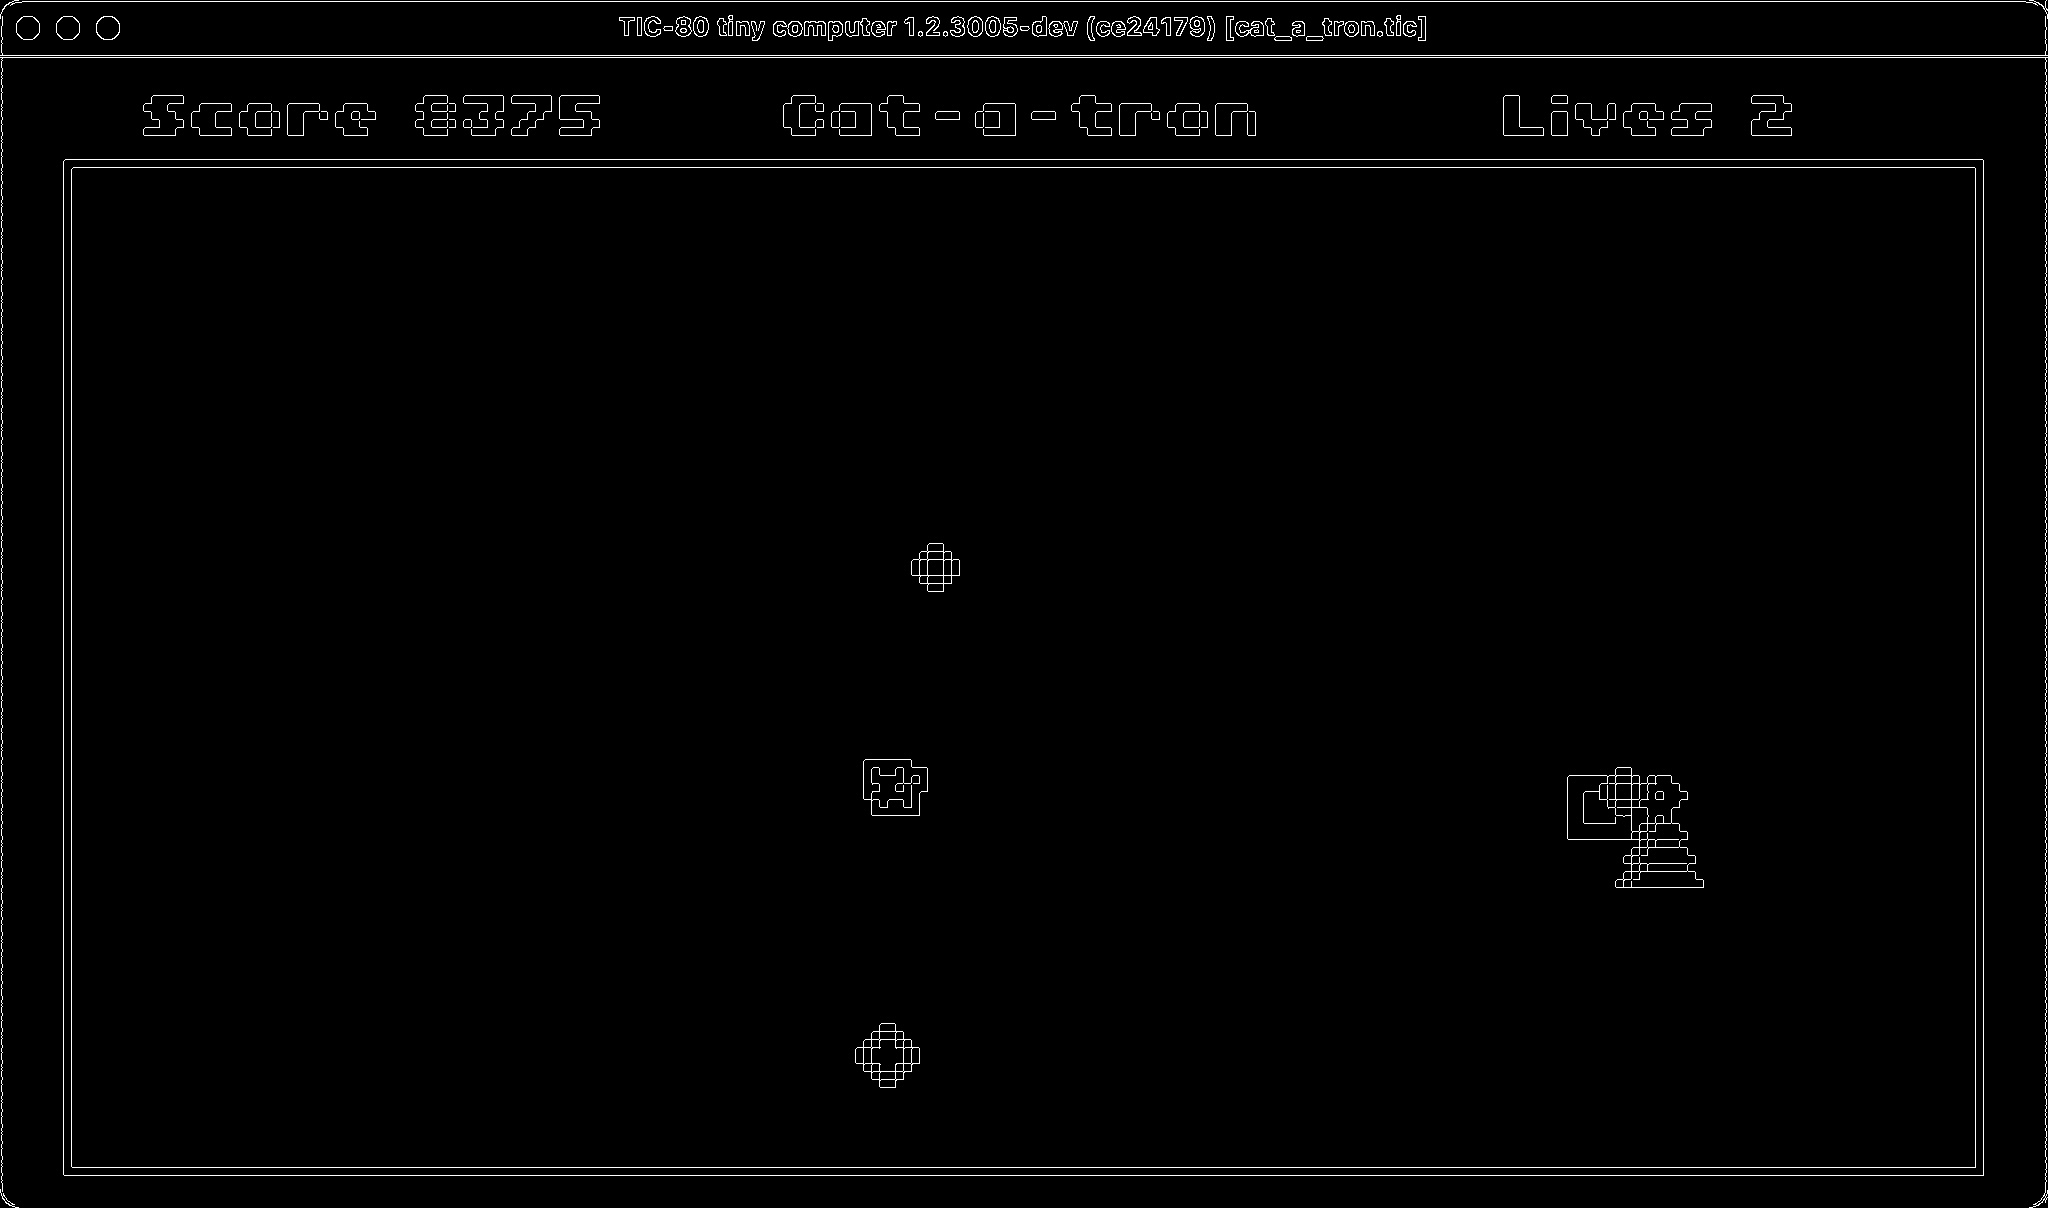 TIC-80 tiny computer 1.2.3005-dev (ce24179) [cat_a_tron.tic]
Score 8375 Cat-a-tron Lives 2